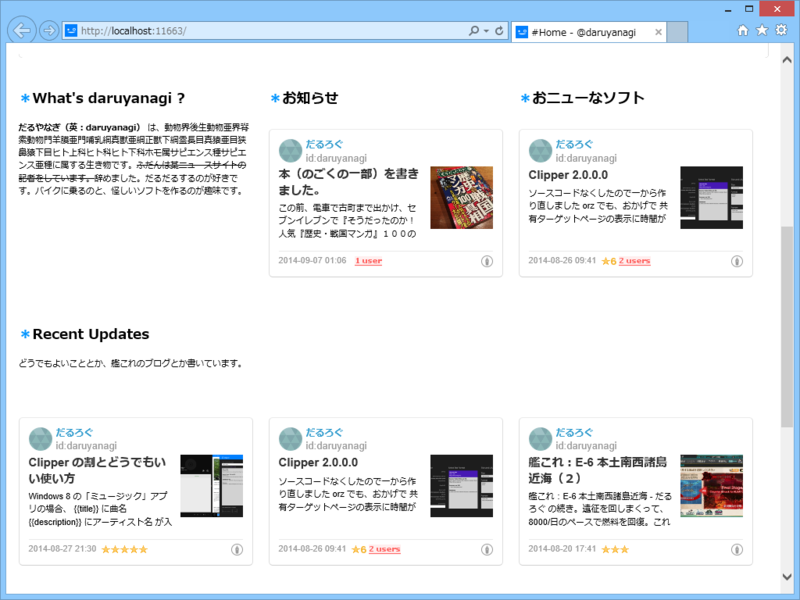 http://localhost:11663/
#Home - @daruyanagi
*What's daruyanagi ?
だるやなぎ（英：daruyanagi） は、動物界後生動物亜界脊
索動物門羊膜亜門哺乳綱真獣亜綱正獣下綱霊長目真猿亜目狭
鼻猿下目ヒト上科ヒト科ヒト下科ホモ属サピエンス種サピエ
ンス亜種に属する生き物です。ふだんは某ニュースサイトの
記者をしています。辞めました。だるだるするのが好きで
す。バイクに乗るのと、怪しいソフトを作るのが趣味です。
*お知らせ
だるろぐ
id:daruyanagi
本（のごくの一部）を書き
ました。
この前、電車で古町まで出かけ、セ
ブンイレブンで『そうだったのか！
人気『歴史・戦国マンガ』１００の
2014-09-07 01:06 1 user
*おニューなソフト
だるろぐ
id:daruyanagi
Clipper 2.0.0.0
ソースコードなくしたので一から作
り直しました orz でも、おかげで 共
有ターゲットページの表示に時間が
2014-08-26 09:41 ★6 2 users
*Recent Updates
どうでもよいこととか、艦これのブログとか書いています。
だるろぐ
id:daruyanagi
Clipper の割とどうでもい
い使い方
Windows 8 の「ミュージック」アプ
リの場合、 {{title}} に曲名
{{description}} にアーティスト名 が入
2014-08-27 21:30 ★★★★★
だるろぐ
id:daruyanagi
Clipper 2.0.0.0
ソースコードなくしたので一から作
り直しました orz でも、おかげで 共
有ターゲットページの表示に時間が
2014-08-26 09:41 ★6 2 users
だるろぐ
id:daruyanagi
艦これ：E-6 本土南西諸島
近海（２）
艦これ：E-6 本土南西諸島近海 - だる
ろぐ の続き。遠征を回しまくって、
8000/日のペースで燃料を回復。これ
2014-08-20 17:41 ★★★